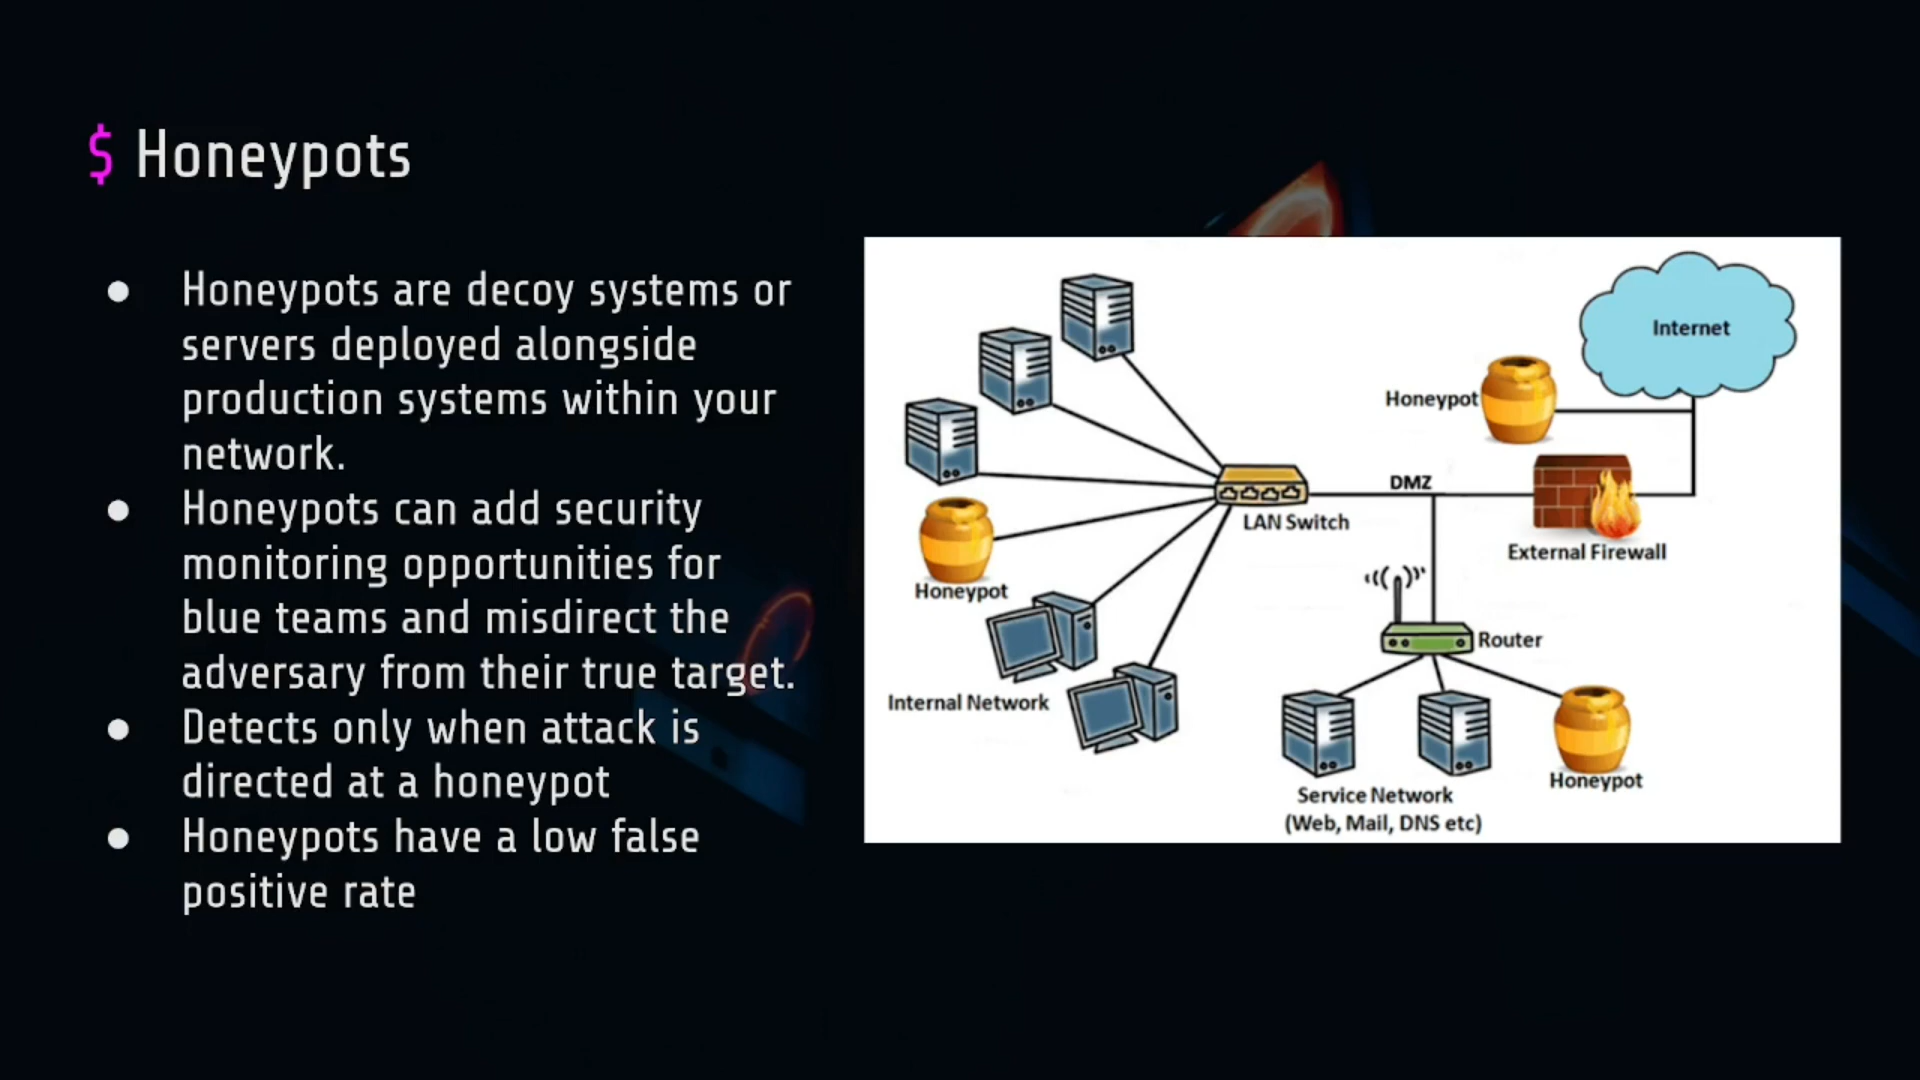 $ Honeypots
● Honeypots are decoy systems or
servers deployed alongside
production systems within your
network.
● Honeypots can add security
monitoring opportunities for
blue teams and misdirect the
adversary from their true target.
● Detects only when attack is
directed at a honeypot
● Honeypots have a low false
positive rate
Internet
Honeypot
DMZ
LAN Switch
External Firewall
Honeypot
Router
Internal Network
Honeypot
Service Network
(Web, Mail, DNS etc)